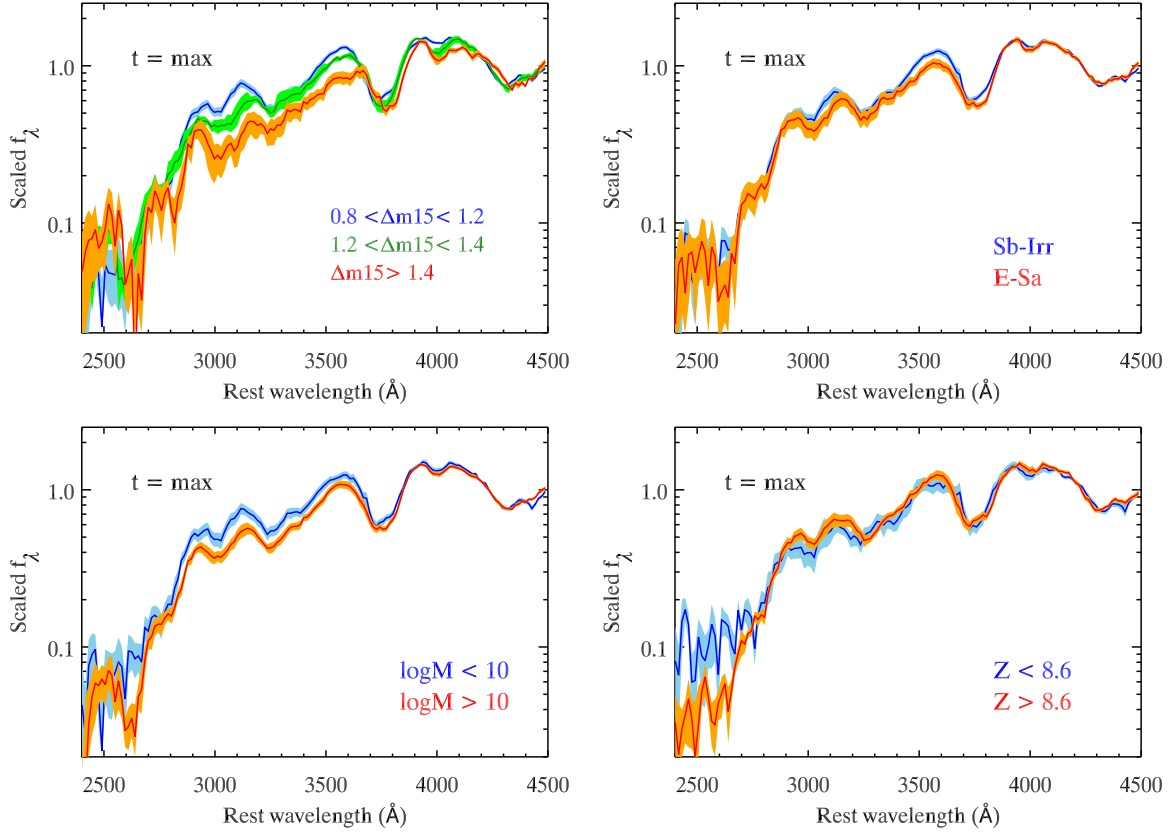 t = max
1.0
0.1
Scaled fλ
0.8 <Δm15< 1.2
1.2 <Δm15< 1.4
Δm15> 1.4
2500 3000 3500 4000 4500
Rest wavelength (Å)
t = max
1.0
0.1
Scaled fλ
Sb-Irr
E-Sa
2500 3000 3500 4000 4500
Rest wavelength (Å)
t = max
1.0
0.1
Scaled fλ
logM < 10
logM > 10
2500 3000 3500 4000 4500
Rest wavelength (Å)
t = max
1.0
0.1
Scaled fλ
Z < 8.6
Z > 8.6
2500 3000 3500 4000 4500
Rest wavelength (Å)